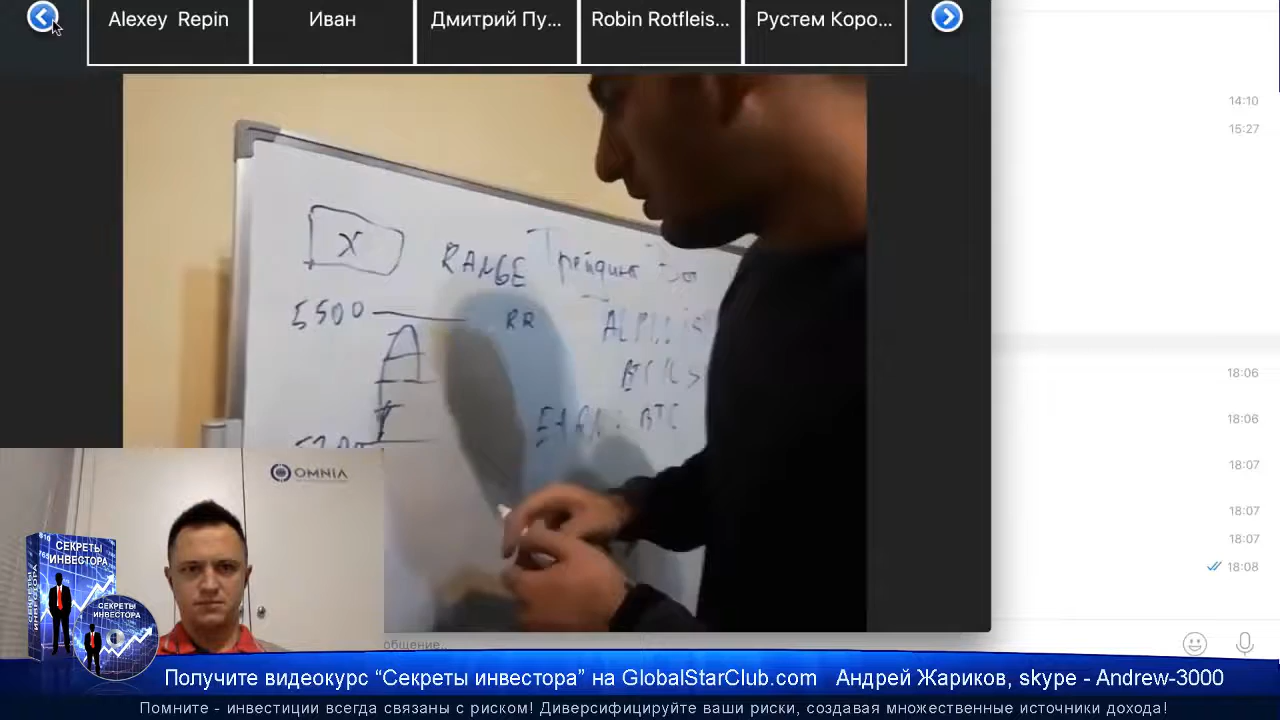 Alexey Repin
Иван
Дмитрий Пу...
Robin Rotfleis...
Рустем Коро...
14:10
15:27
X
RANGE
Трейдинг
5500
RR
BTC
18:06
18:06
18:07
18:07
18:07
18:08
OMNIA
СЕКРЕТЫ
ИНВЕСТОРА
СЕКРЕТЫ
ИНВЕСТОРА
общение..
Получите видеокурс “Секреты инвестора” на GlobalStarClub.com Андрей Жариков, skype - Andrew-3000
Помните - инвестиции всегда связаны с риском! Диверсифицируйте ваши риски, создавая множественные источники дохода!